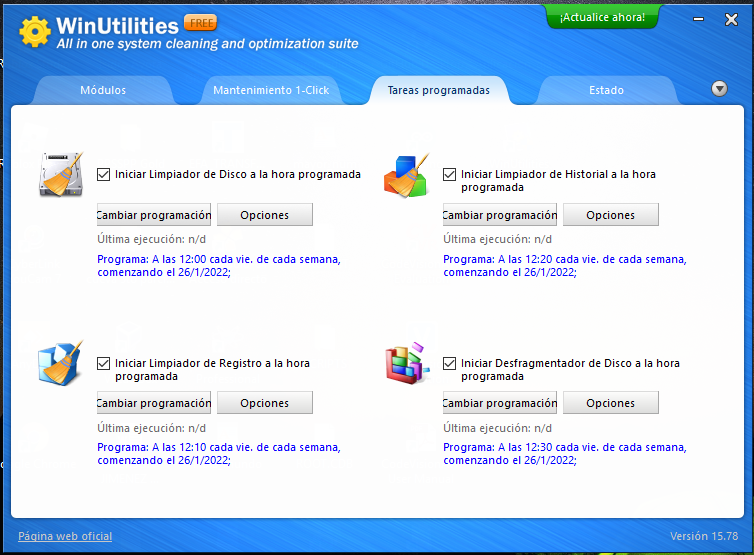 WinUtilities FREE
All in one system cleaning and optimization suite
¡Actualice ahora!
Módulos
Mantenimiento 1-Click
Tareas programadas
Estado
Iniciar Limpiador de Disco a la hora programada
Cambiar programación
Opciones
Última ejecución: n/d
Programa: A las 12:00 cada vie. de cada semana,
comenzando el 26/1/2022;
Iniciar Limpiador de Historial a la hora
programada
Cambiar programación
Opciones
Última ejecución: n/d
Programa: A las 12:20 cada vie. de cada semana,
comenzando el 26/1/2022;
Iniciar Limpiador de Registro a la hora
programada
Cambiar programación
Opciones
Última ejecución: n/d
Programa: A las 12:10 cada vie. de cada semana,
comenzando el 26/1/2022;
Iniciar Desfragmentador de Disco a la hora
programada
Cambiar programación
Opciones
Última ejecución: n/d
Programa: A las 12:30 cada vie. de cada semana,
comenzando el 26/1/2022;
Página web oficial
Versión 15.78